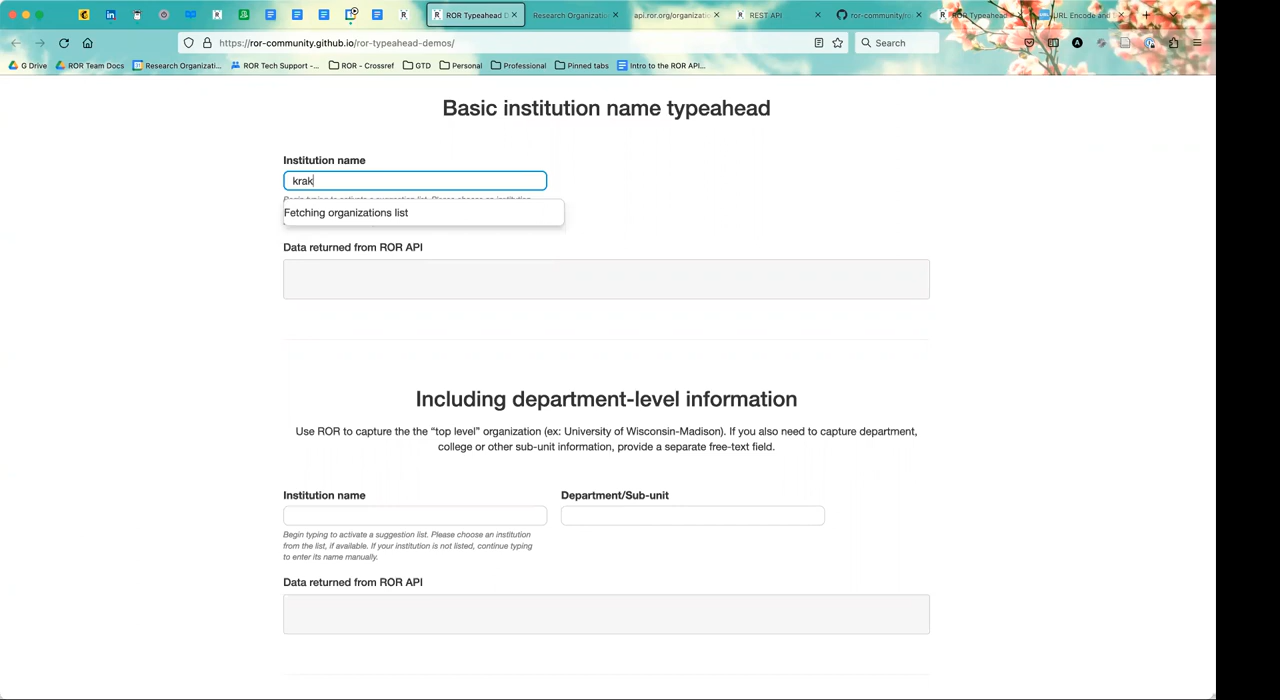 ROR Typeahead D
Research Organizatio
api.ror.org/organizatio
REST API
ror-community/ro
ROR Typeahead
URL Encode and
https://ror-community.github.io/ror-typeahead-demos/
Search
G Drive
ROR Team Docs
Research Organizati...
ROR Tech Support -...
ROR - Crossref
GTD
Personal
Professional
Pinned tabs
Intro to the ROR API...
Basic institution name typeahead
Institution name
krak
Fetching organizations list
Data returned from ROR API
Including department-level information
Use ROR to capture the the “top level” organization (ex: University of Wisconsin-Madison). If you also need to capture department,
college or other sub-unit information, provide a separate free-text field.
Institution name
Department/Sub-unit
Begin typing to activate a suggestion list. Please choose an institution
from the list, if available. If your institution is not listed, continue typing
to enter its name manually.
Data returned from ROR API